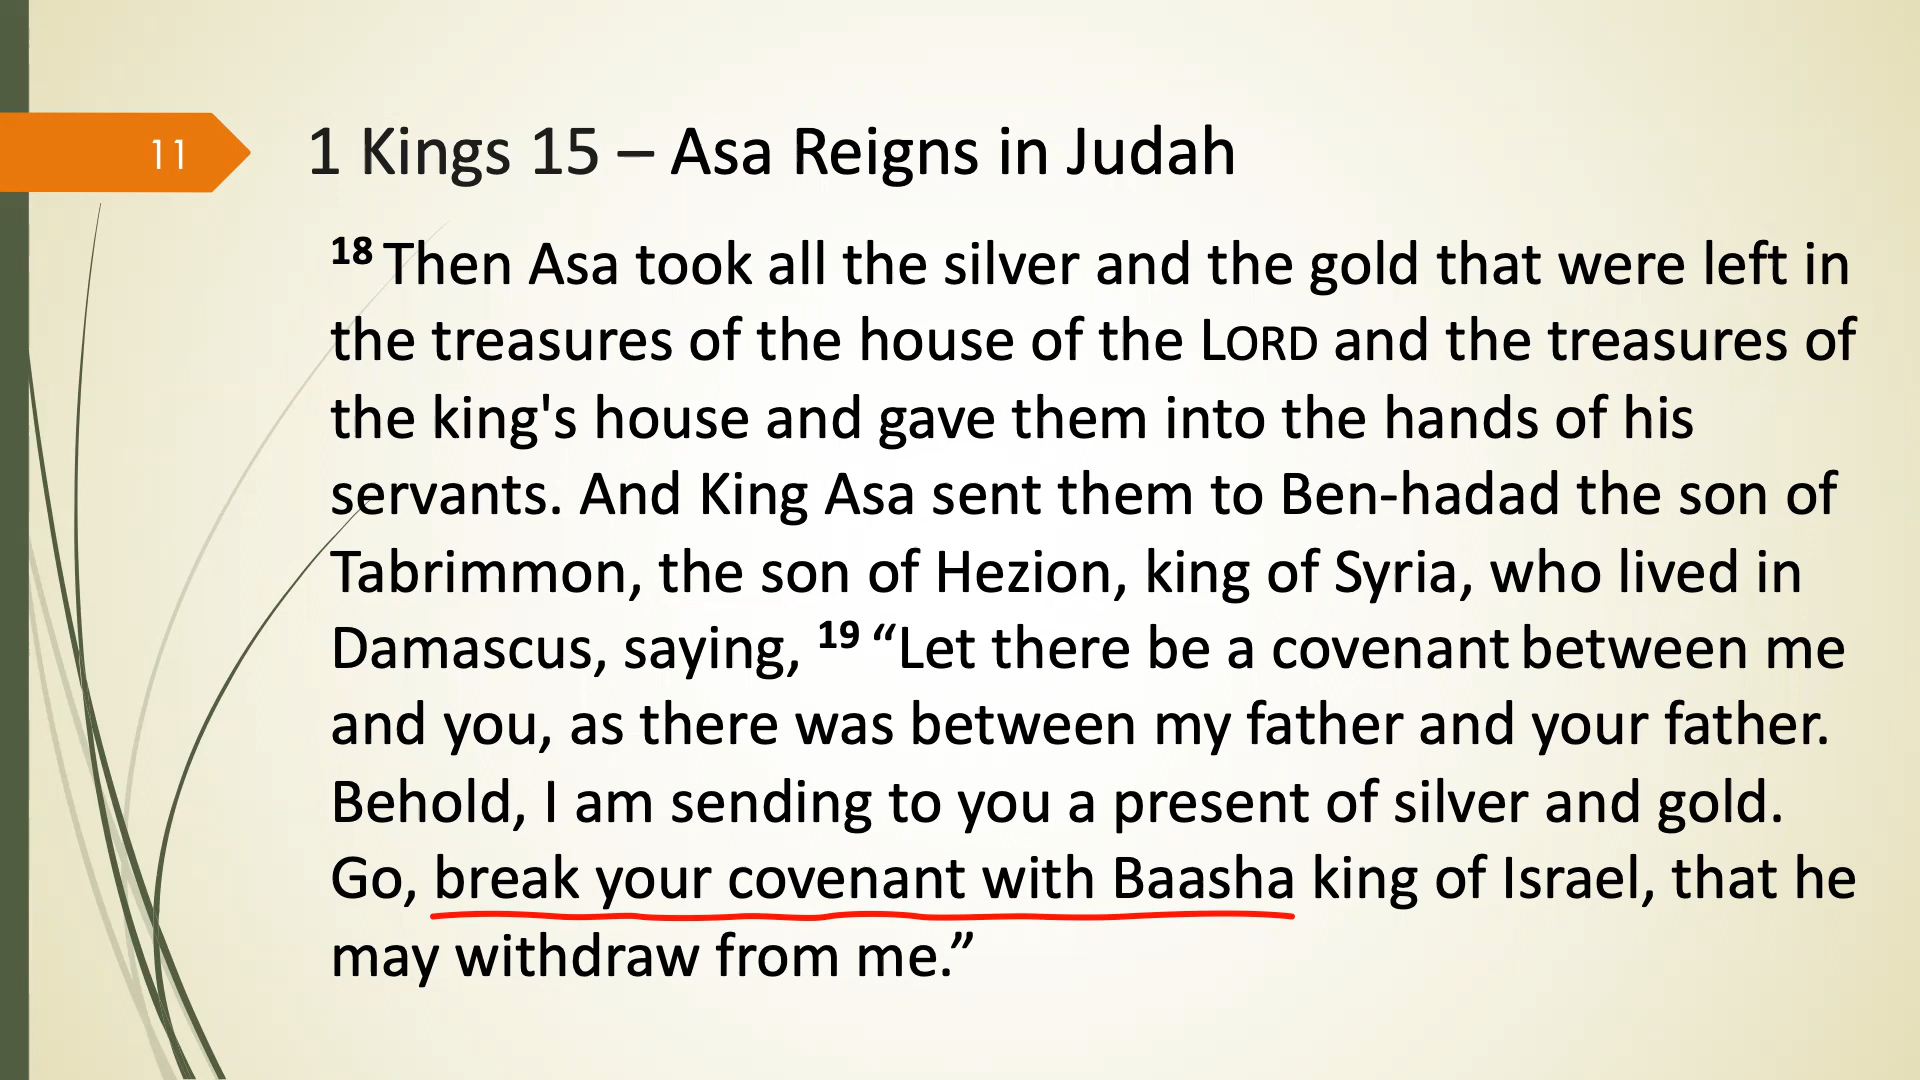 11
1 Kings 15 – Asa Reigns in Judah
18 Then Asa took all the silver and the gold that were left in
the treasures of the house of the LORD and the treasures of
the king's house and gave them into the hands of his
servants. And King Asa sent them to Ben-hadad the son of
Tabrimmon, the son of Hezion, king of Syria, who lived in
Damascus, saying, 19 “Let there be a covenant between me
and you, as there was between my father and your father.
Behold, I am sending to you a present of silver and gold.
Go, break your covenant with Baasha king of Israel, that he
may withdraw from me.”